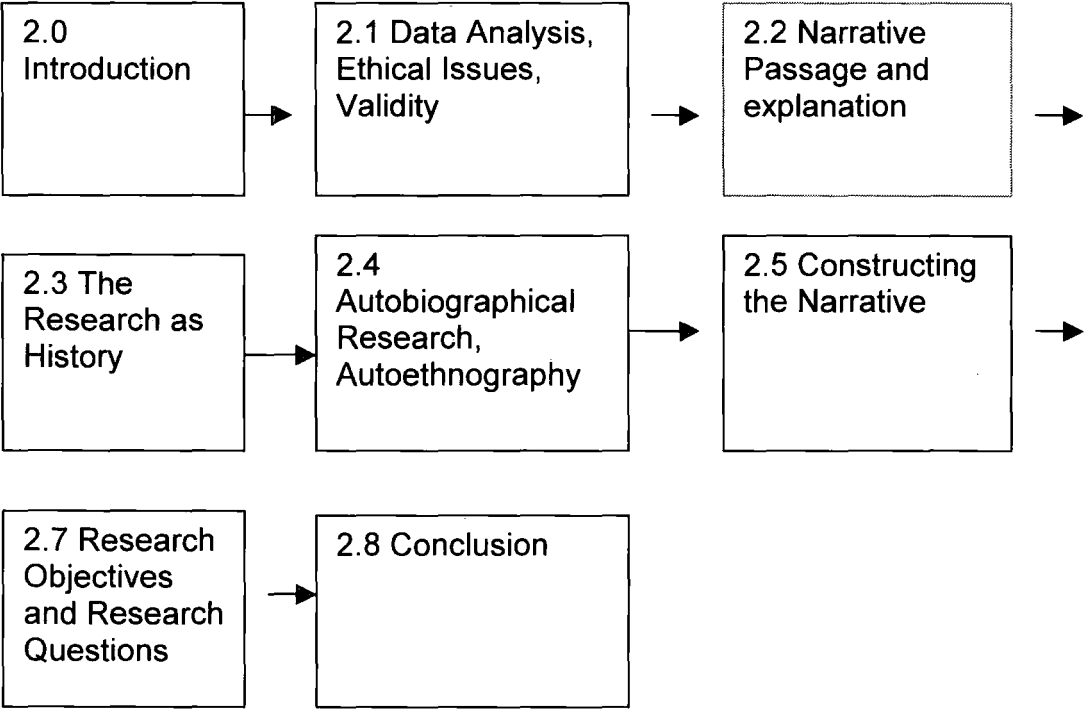 2.0
Introduction
2.1 Data Analysis,
Ethical Issues,
Validity
2.2 Narrative
Passage and
explanation
2.3 The
Research as
History
2.4
Autobiographical
Research,
Autoethnography
2.5 Constructing
the Narrative
2.7 Research
Objectives
and Research
Questions
2.8 Conclusion